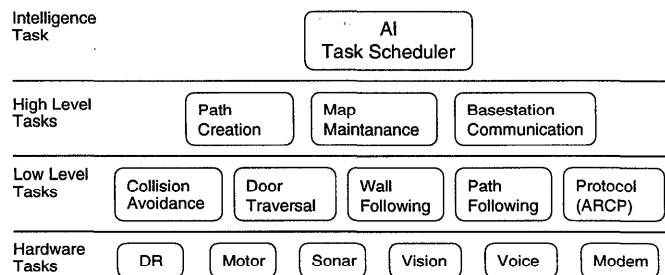 Intelligence
Task
AI
Task Scheduler
High Level
Tasks
Path
Creation
Map
Maintanance
Basestation
Communication
Low Level
Tasks
Collision
Avoidance
Door
Traversal
Wall
Following
Path
Following
Protocol
(ARCP)
Hardware
Tasks
DR
Motor
Sonar
Vision
Voice
Modem